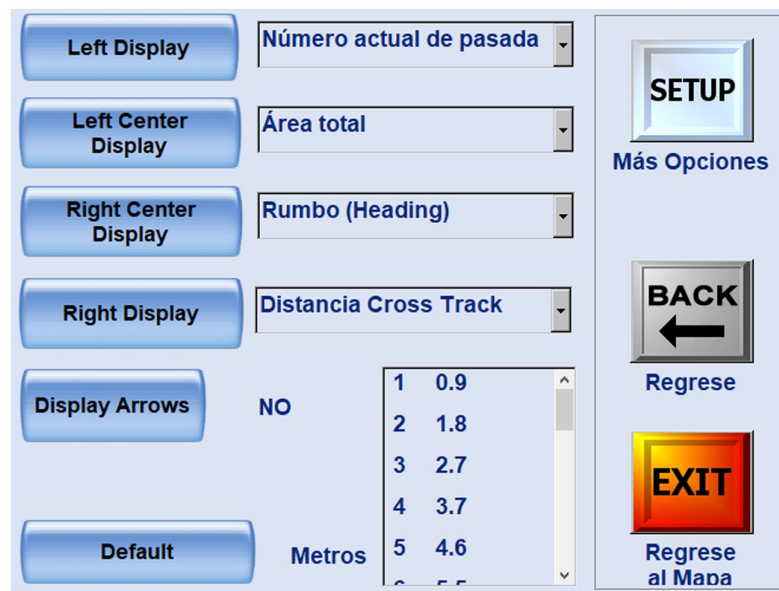 Left Display
Número actual de pasada
Left Center
Display
Área total
Right Center
Display
Rumbo (Heading)
Right Display
Distancia Cross Track
Display Arrows
NO
1 0.9
2 1.8
3 2.7
4 3.7
5 4.6
Default
Metros
SETUP
Más Opciones
BACK
Regrese
EXIT
Regrese
al Mapa